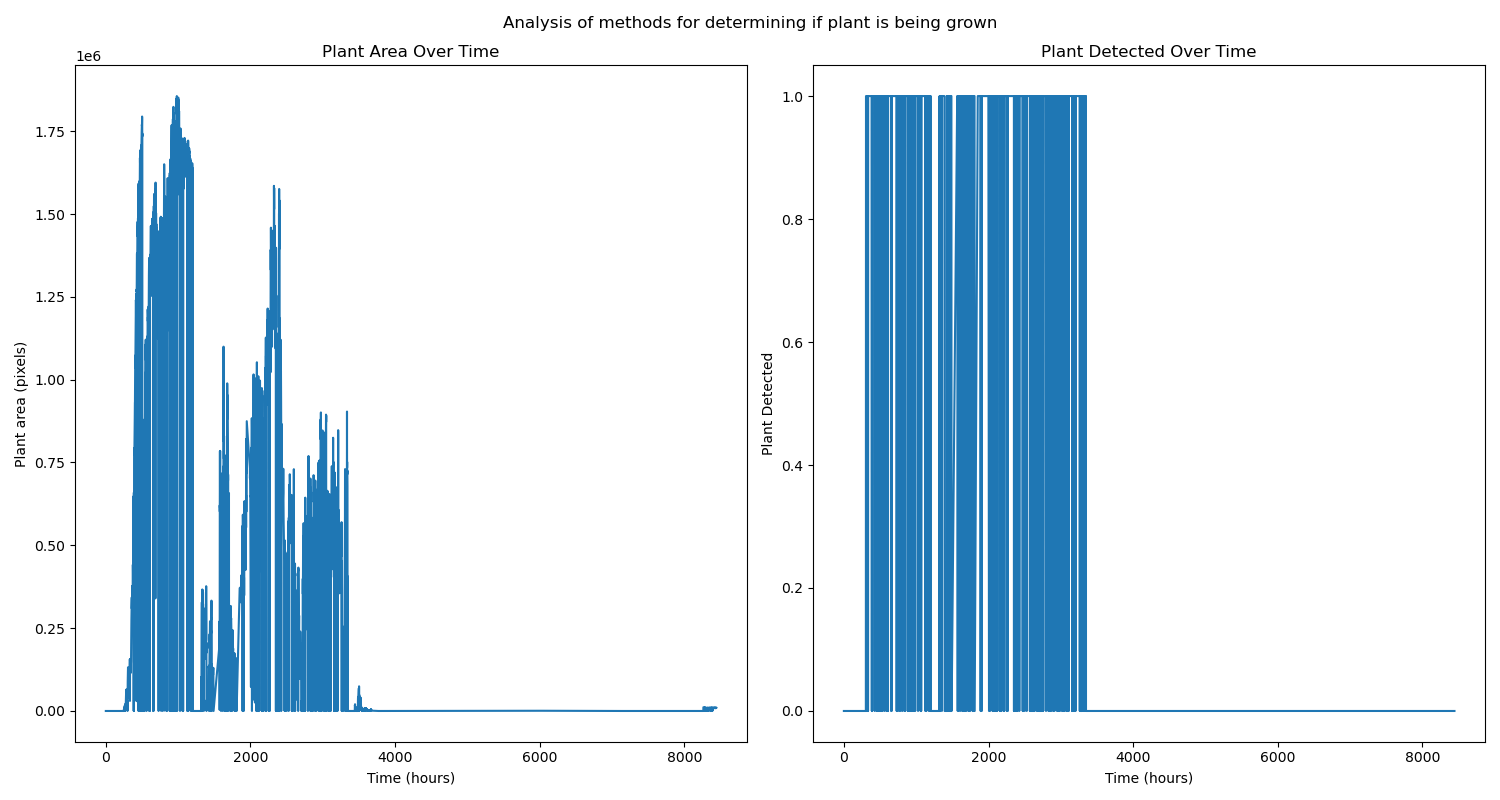 Analysis of methods for determining if plant is being grown
Plant Area Over Time
1e6
1.75
1.50
1.25
1.00
0.75
0.50
0.25
0.00
Plant area (pixels)
0 2000 4000 6000 8000
Time (hours)
Plant Detected Over Time
1.0
0.8
0.6
0.4
0.2
0.0
Plant Detected
0 2000 4000 6000 8000
Time (hours)